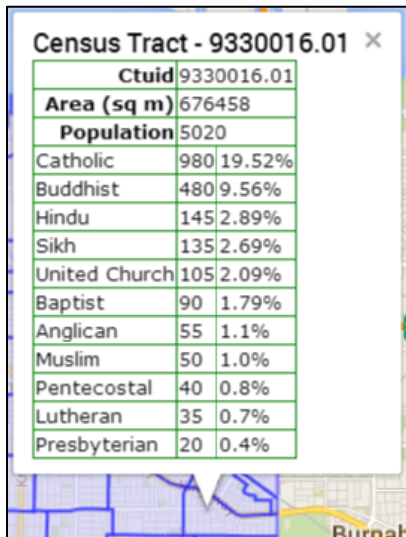 Census Tract - 9330016.01 ×
Ctuid 9330016.01
Area (sq m) 676458
Population 5020
Catholic 980 19.52%
Buddhist 480 9.56%
Hindu 145 2.89%
Sikh 135 2.69%
United Church 105 2.09%
Baptist 90 1.79%
Anglican 55 1.1%
Muslim 50 1.0%
Pentecostal 40 0.8%
Lutheran 35 0.7%
Presbyterian 20 0.4%
Burnab